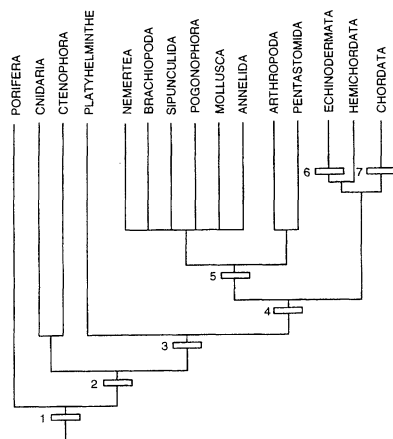 PORIFERA
CNIDARIA
CTENOPHORA
PLATYHELMINTHE
NEMERTEA
BRACHIOPODA
SIPUNCULIDA
POGONOPHORA
MOLLUSCA
ANNELIDA
ARTHROPODA
PENTASTOMIDA
ECHINODERMATA
HEMICHORDATA
CHORDATA
6
7
5
4
3
2
1